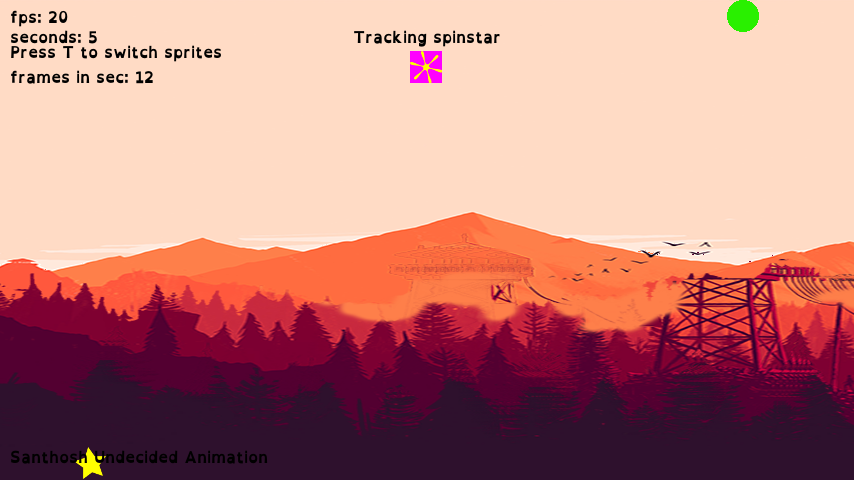 fps: 20
seconds: 5
Press T to switch sprites
frames in sec: 12
Tracking spinstar
Santhosh Undecided Animation